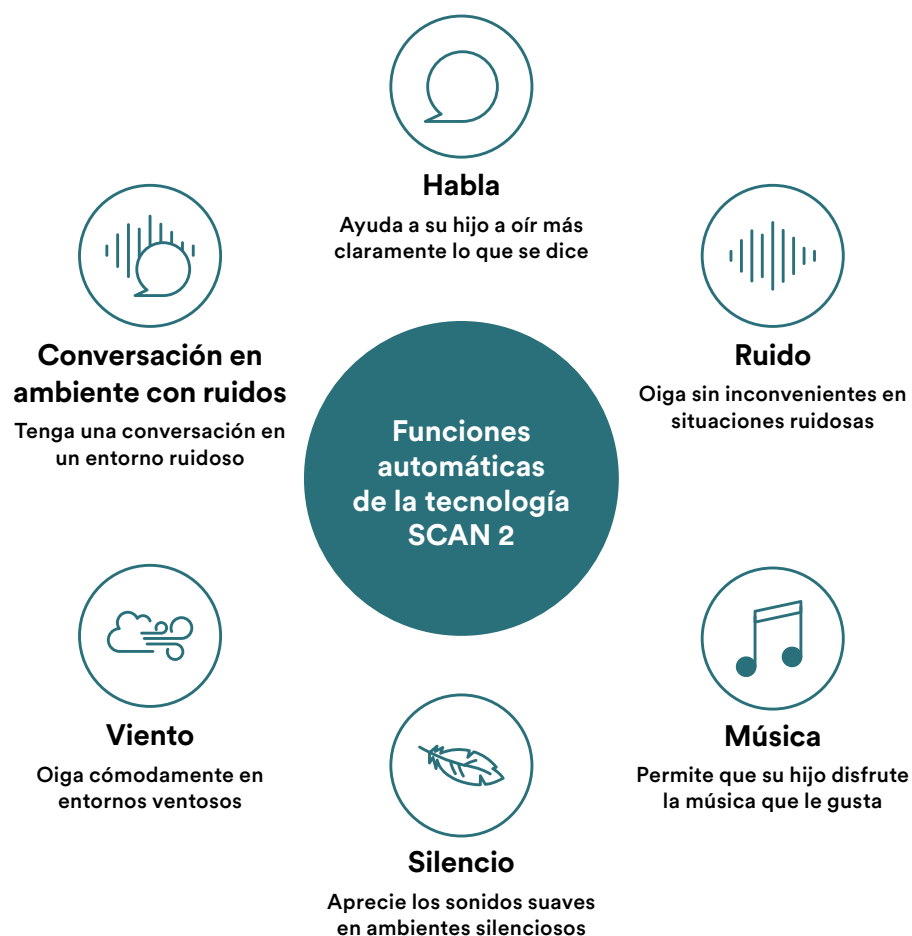 Habla
Ayuda a su hijo a oír más
claramente lo que se dice
Conversación en
ambiente con ruidos
Tenga una conversación en
un entorno ruidoso
Ruido
Oiga sin inconvenientes en
situaciones ruidosas
Funciones
automáticas
de la tecnología
SCAN 2
Viento
Oiga cómodamente en
entornos ventosos
Música
Permite que su hijo disfrute
la música que le gusta
Silencio
Aprecie los sonidos suaves
en ambientes silenciosos